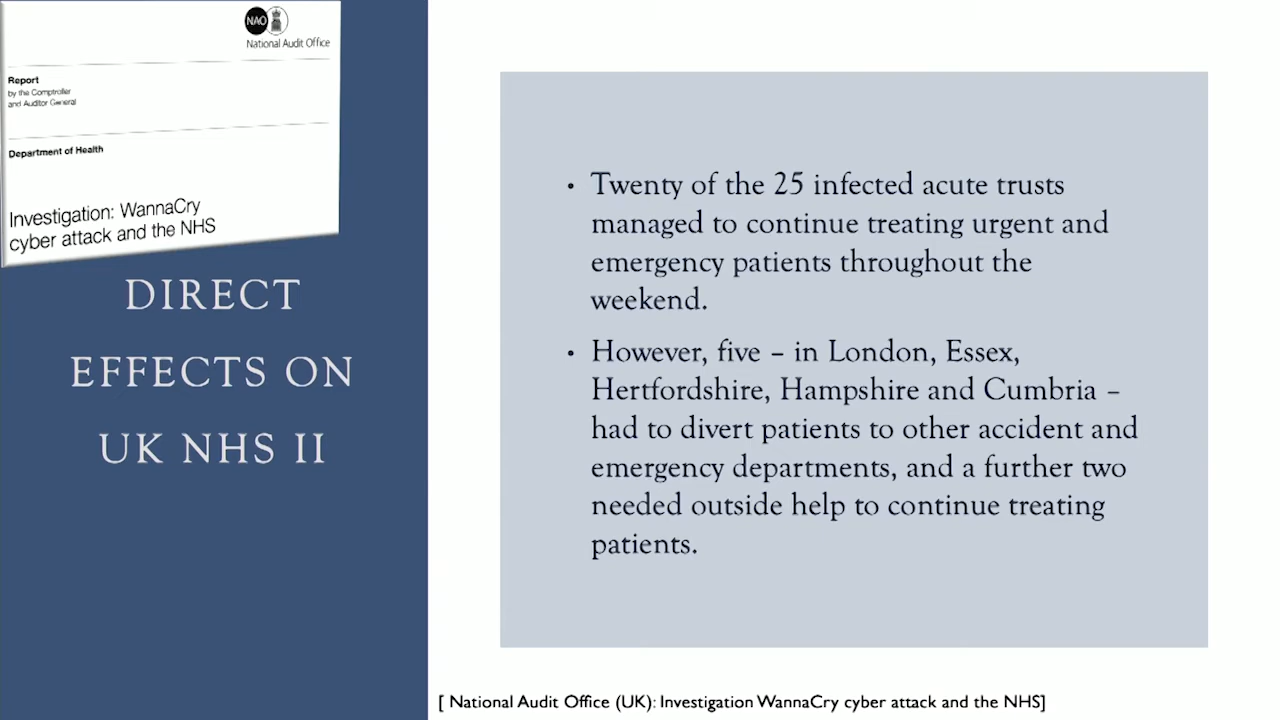 NAO
National Audit Office
Report
by the Comptroller
and Auditor General
Department of Health
Investigation: WannaCry
cyber attack and the NHS
DIRECT
EFFECTS ON
UK NHS II
• Twenty of the 25 infected acute trusts
managed to continue treating urgent and
emergency patients throughout the
weekend.
• However, five – in London, Essex,
Hertfordshire, Hampshire and Cumbria –
had to divert patients to other accident and
emergency departments, and a further two
needed outside help to continue treating
patients.
[ National Audit Office (UK): Investigation WannaCry cyber attack and the NHS]